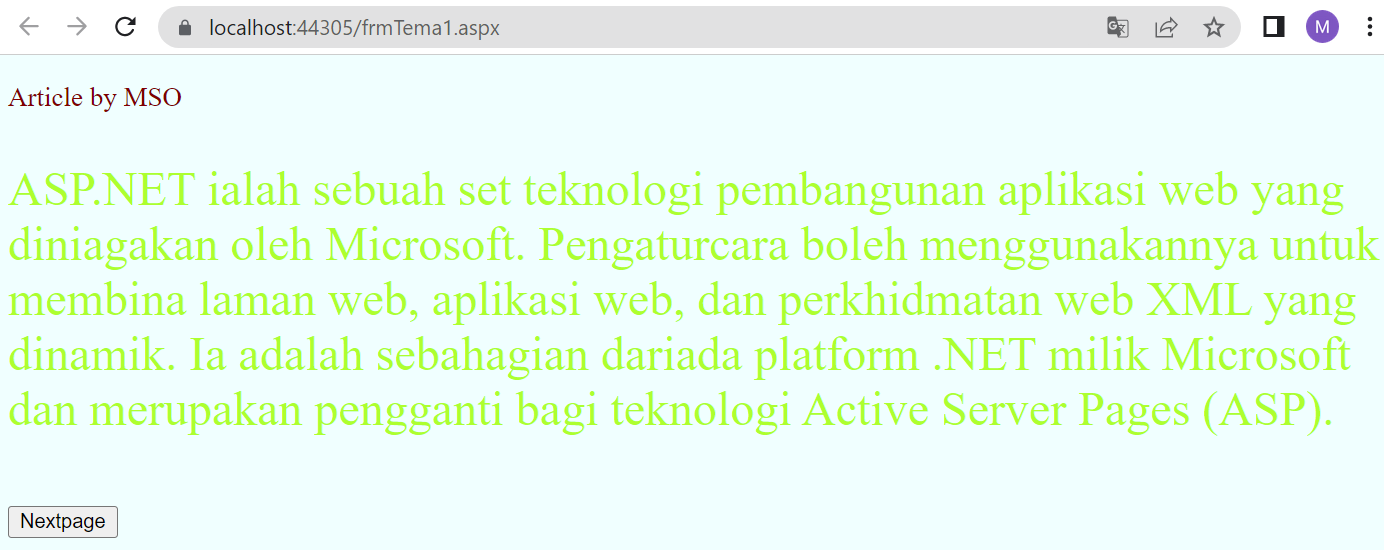 localhost:44305/frmTema1.aspx
M
Article by MSO
ASP.NET ialah sebuah set teknologi pembangunan aplikasi web yang
diniagakan oleh Microsoft. Pengaturcara boleh menggunakannya untuk
membina laman web, aplikasi web, dan perkhidmatan web XML yang
dinamik. Ia adalah sebahagian dariada platform .NET milik Microsoft
dan merupakan pengganti bagi teknologi Active Server Pages (ASP).
Nextpage